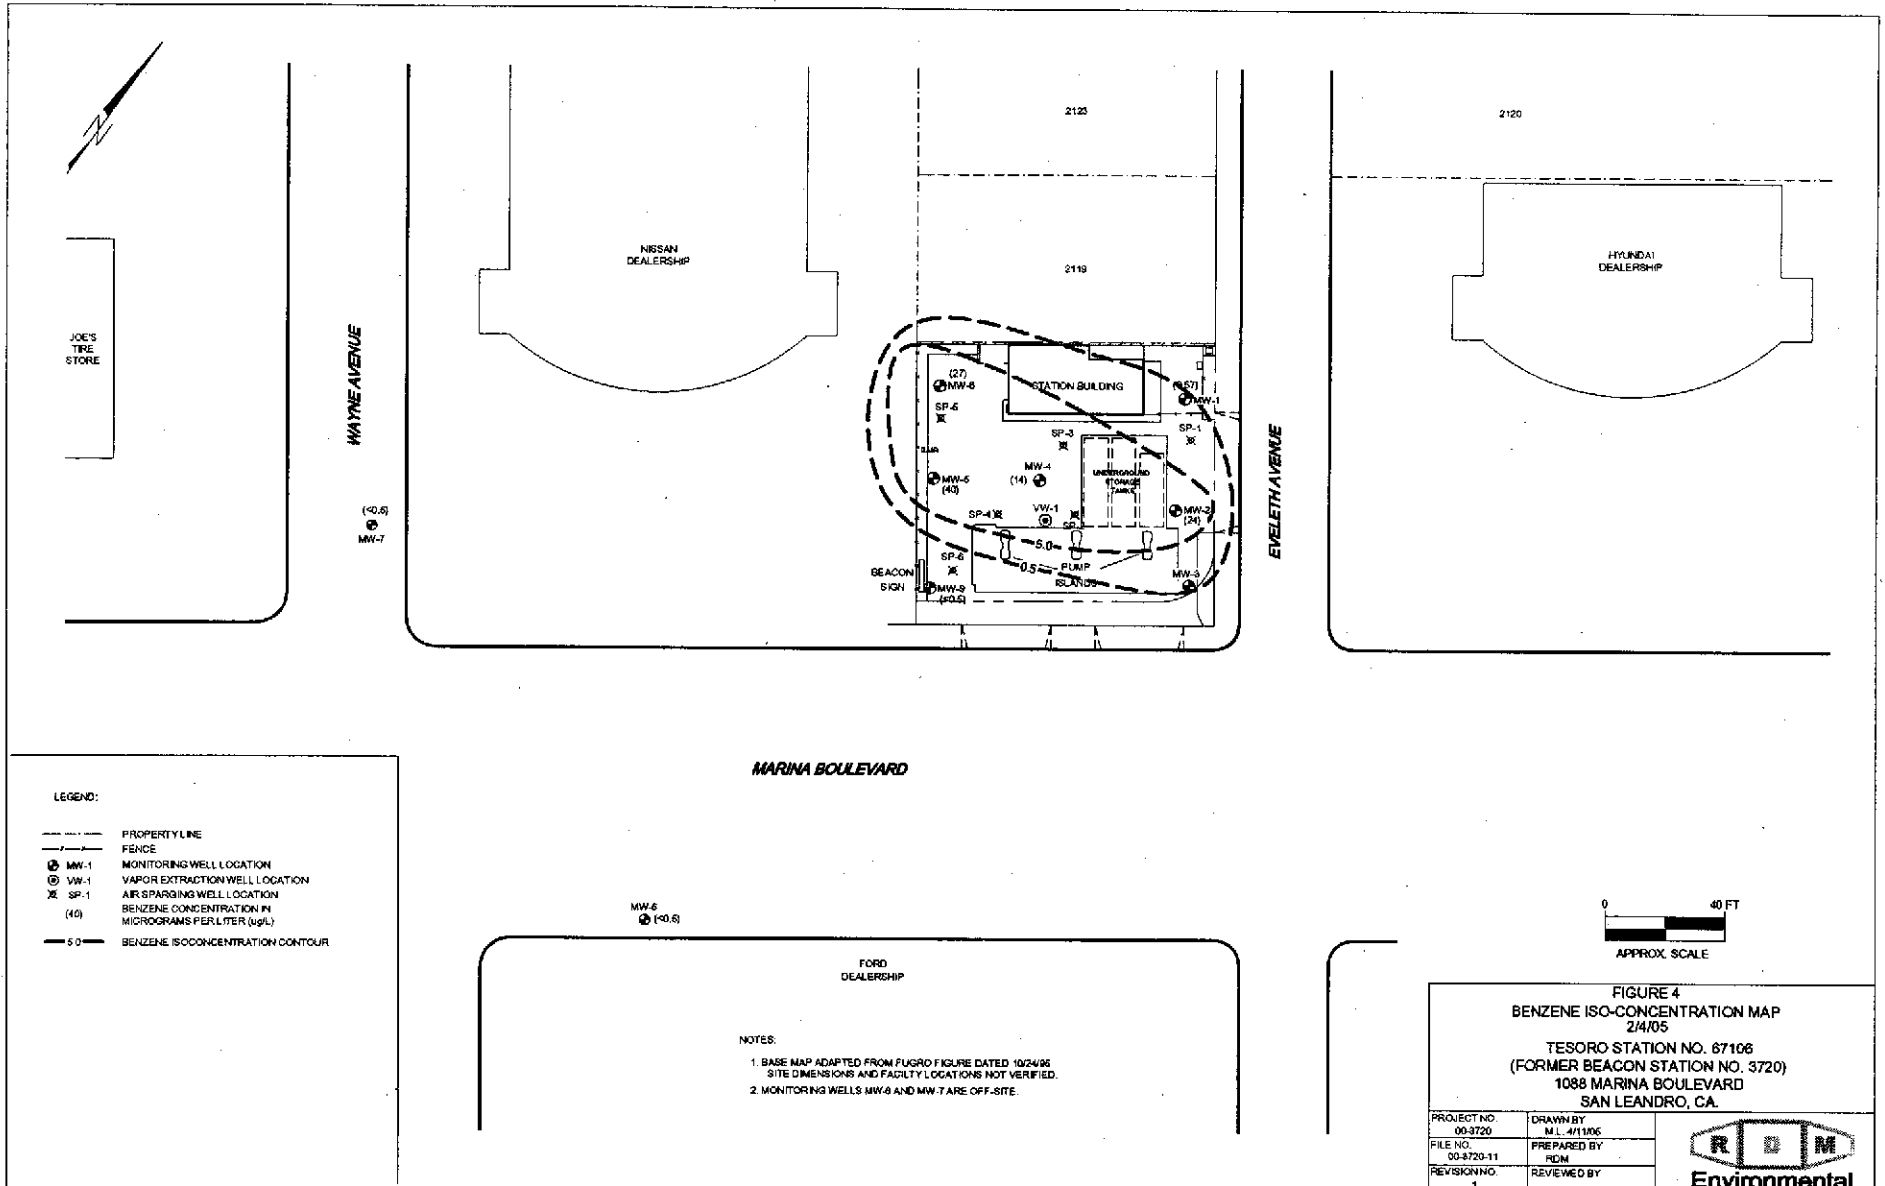 2123
2120
NISSAN
DEALERSHIP
2119
HYUNDAI
DEALERSHIP
JOE'S
TIRE
STORE
WAYNE AVENUE
(27)
MW-8
STATION BUILDING
MW-1
SP-5
SP-1
SP-3
MW-4
(14)
UNDERGROUND
STORAGE
TANKS
MW-5
(40)
EVELETH AVENUE
(<0.5)
MW-7
SP-4
VW-1
MW-2
(24)
5.0
0.5
PUMP
ISLANDS
SP-6
MW-3
BEACON
SIGN
MW-9
(<0.5)
MARINA BOULEVARD
LEGEND:
PROPERTY LINE
FENCE
MW-1 MONITORING WELL LOCATION
VW-1 VAPOR EXTRACTION WELL LOCATION
SP-1 AIR SPARGING WELL LOCATION
(40) BENZENE CONCENTRATION IN
MICROGRAMS PER LITER (ug/L)
5.0 BENZENE ISOCONCENTRATION CONTOUR
MW-6
(<0.5)
0 40 FT
APPROX. SCALE
FORD
DEALERSHIP
NOTES:
1. BASE MAP ADAPTED FROM FUGRO FIGURE DATED 10/24/95
SITE DIMENSIONS AND FACILTY LOCATIONS NOT VERIFIED.
2. MONITORING WELLS MW-6 AND MW-7 ARE OFF-SITE.
FIGURE 4
BENZENE ISO-CONCENTRATION MAP
2/4/05
TESORO STATION NO. 67106
(FORMER BEACON STATION NO. 3720)
1088 MARINA BOULEVARD
SAN LEANDRO, CA.
PROJECT NO.
00-3720
DRAWN BY
M.L. 4/11/05
FILE NO.
00-3720-11
PREPARED BY
RDM
REVISION NO.
1
REVIEWED BY
R D M
Environmental